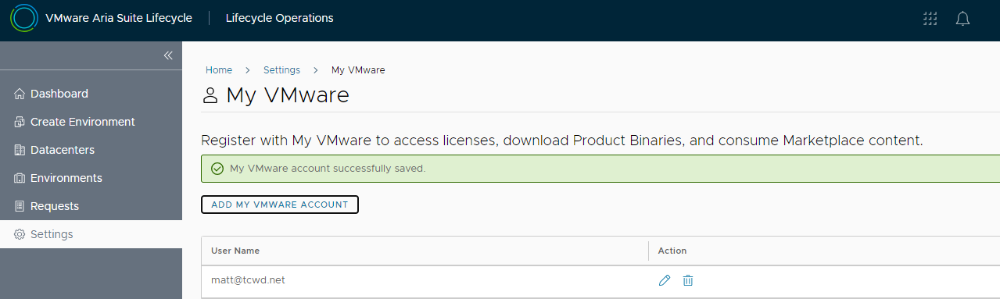 VMware Aria Suite Lifecycle | Lifecycle Operations
Home > Settings > My VMware
Dashboard
Create Environment
Datacenters
Environments
Requests
Settings
My VMware
Register with My VMware to access licenses, download Product Binaries, and consume Marketplace content.
My VMware account successfully saved.
ADD MY VMWARE ACCOUNT
User Name Action
matt@tcwd.net